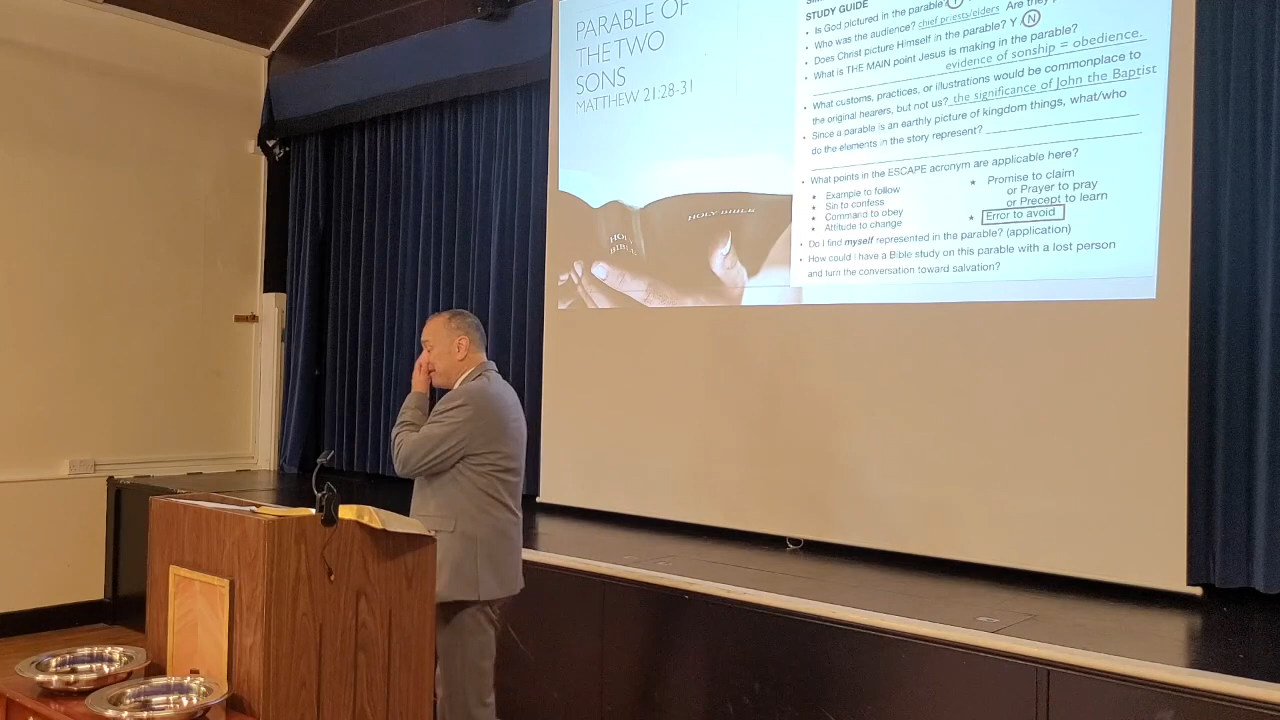 PARABLE OF
THE TWO
SONS
MATTHEW 21:28-31
HOLY BIBLE
HOLY
BIBLE
STUDY GUIDE
• Is God pictured in the parable? Y
• Who was the audience? chief priests/elders Are they
• Does Christ picture Himself in the parable? Y N
• What is THE MAIN point Jesus is making in the parable?
evidence of sonship = obedience.
• What customs, practices, or illustrations would be commonplace to
the original hearers, but not us? the significance of John the Baptist
• Since a parable is an earthly picture of kingdom things, what/who
do the elements in the story represent?
• What points in the ESCAPE acronym are applicable here?
★ Example to follow
★ Sin to confess
★ Command to obey
★ Attitude to change
★ Promise to claim
or Prayer to pray
or Precept to learn
★ Error to avoid
• Do I find myself represented in the parable? (application)
• How could I have a Bible study on this parable with a lost person
and turn the conversation toward salvation?